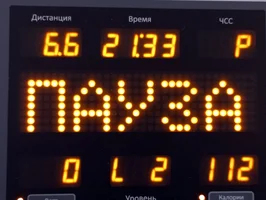 Дистанция Время ЧСС
6.6 21:33 P
ПАУЗА
0 L 2 112
Уровень Калории